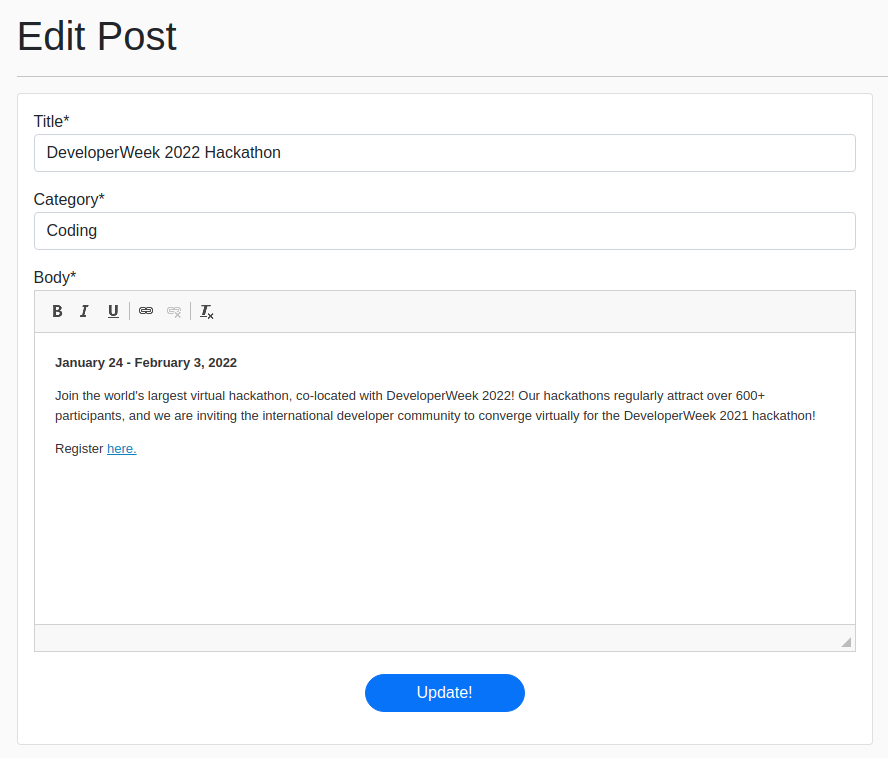 Edit Post
Title*
DeveloperWeek 2022 Hackathon
Category*
Coding
Body*
B I U Tx
January 24 - February 3, 2022
Join the world's largest virtual hackathon, co-located with DeveloperWeek 2022! Our hackathons regularly attract over 600+
participants, and we are inviting the international developer community to converge virtually for the DeveloperWeek 2021 hackathon!
Register here.
Update!